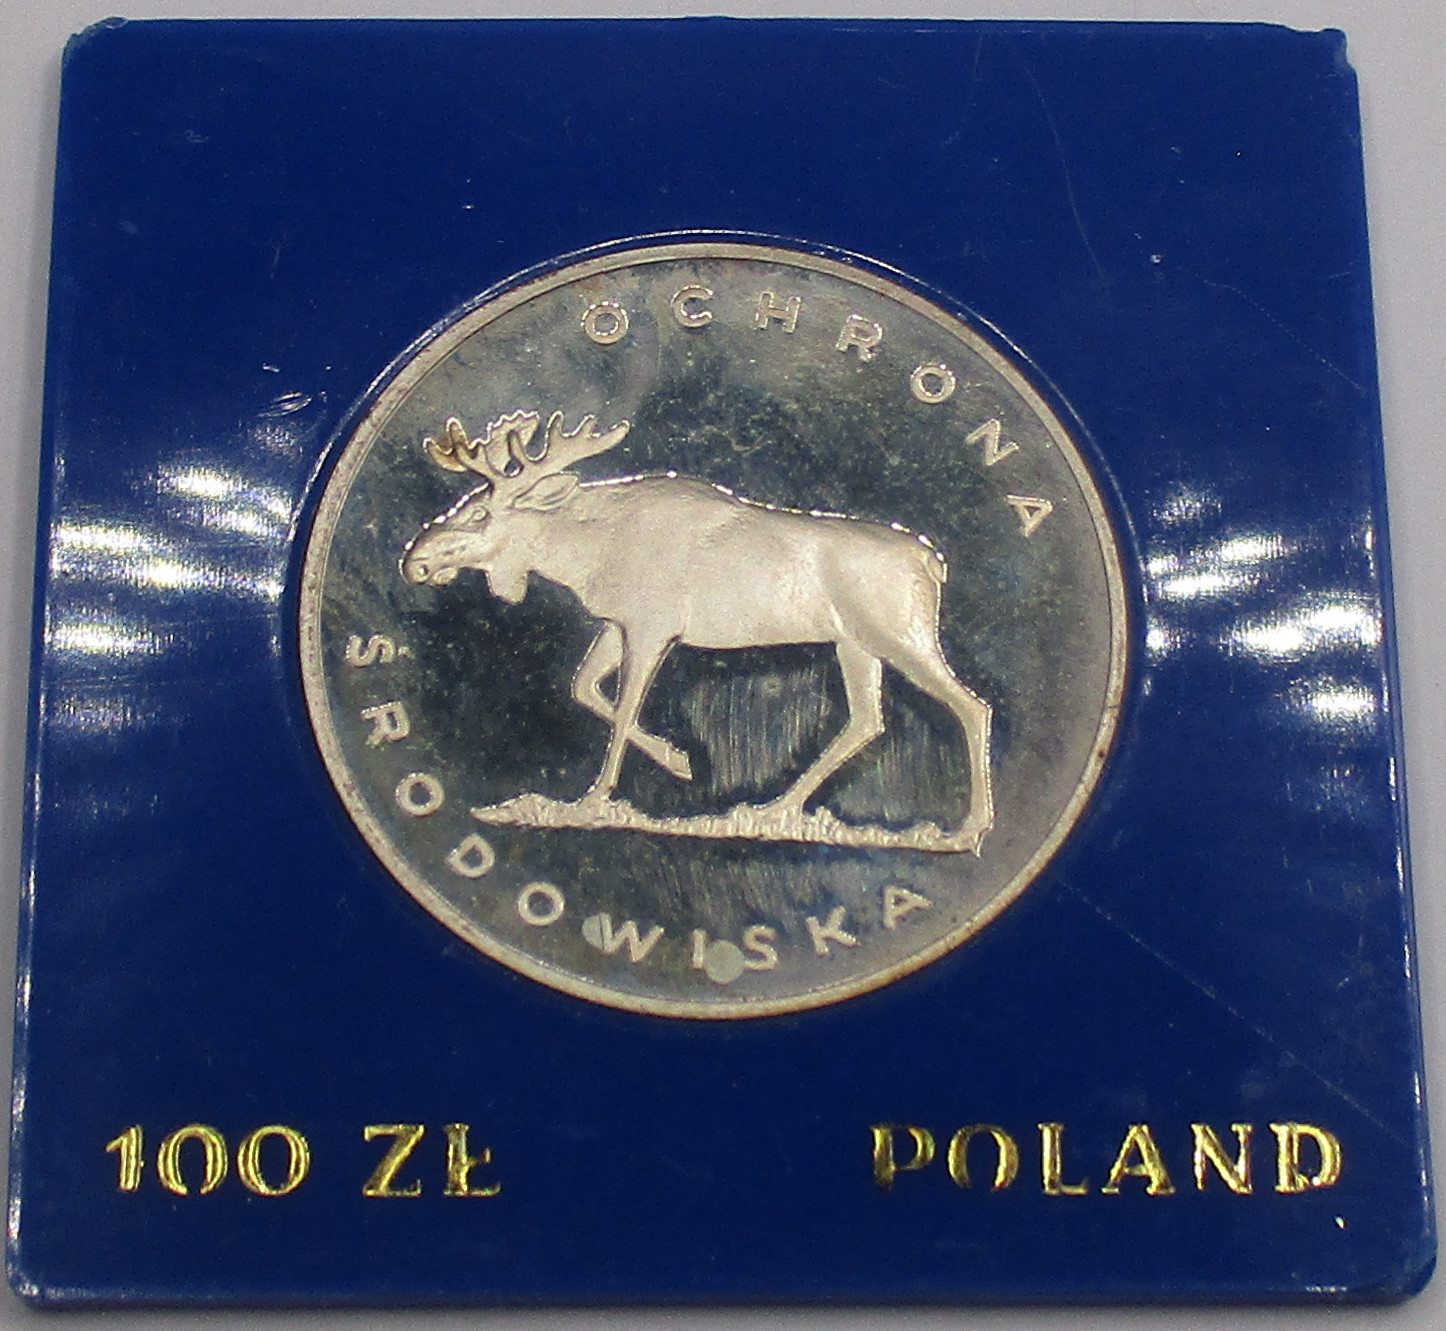 OCHRONA
ŚRODOWISKA
100 ZŁ
POLAND